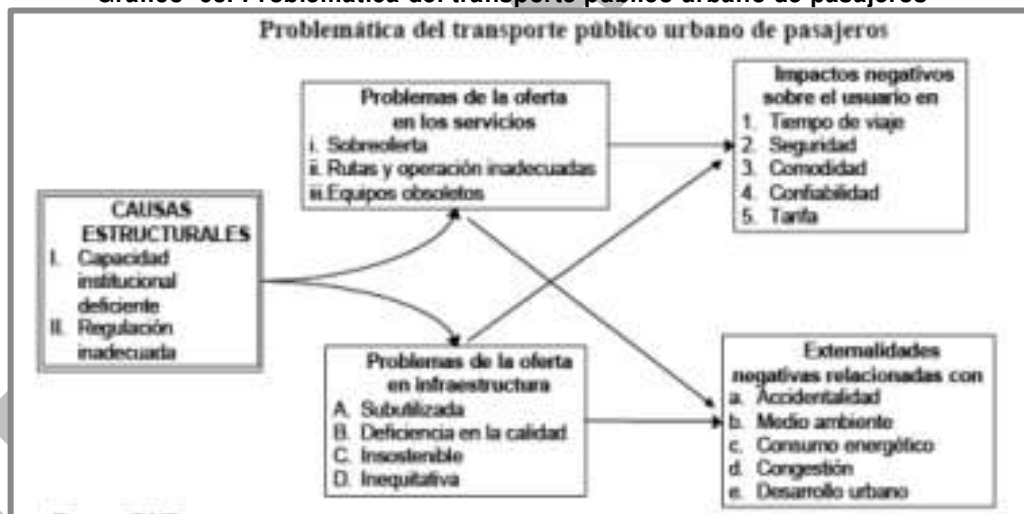 Problemática del transporte público urbano de pasajeros
Problemas de la oferta
en los servicios
i. Sobreoferta
ii. Rutas y operación inadecuadas
iii. Equipos obsoletos
Impactos negativos
sobre el usuario en
1. Tiempo de viaje
2. Seguridad
3. Comodidad
4. Confiabilidad
5. Tarifa
CAUSAS
ESTRUCTURALES
I. Capacidad
institucional
deficiente
II. Regulación
inadecuada
Problemas de la oferta
en infraestructura
A. Subutilizada
B. Deficiencia en la calidad
C. Insostenible
D. Inequitativa
Externalidades
negativas relacionadas con
a. Accidentalidad
b. Medio ambiente
c. Consumo energético
d. Congestión
e. Desarrollo urbano